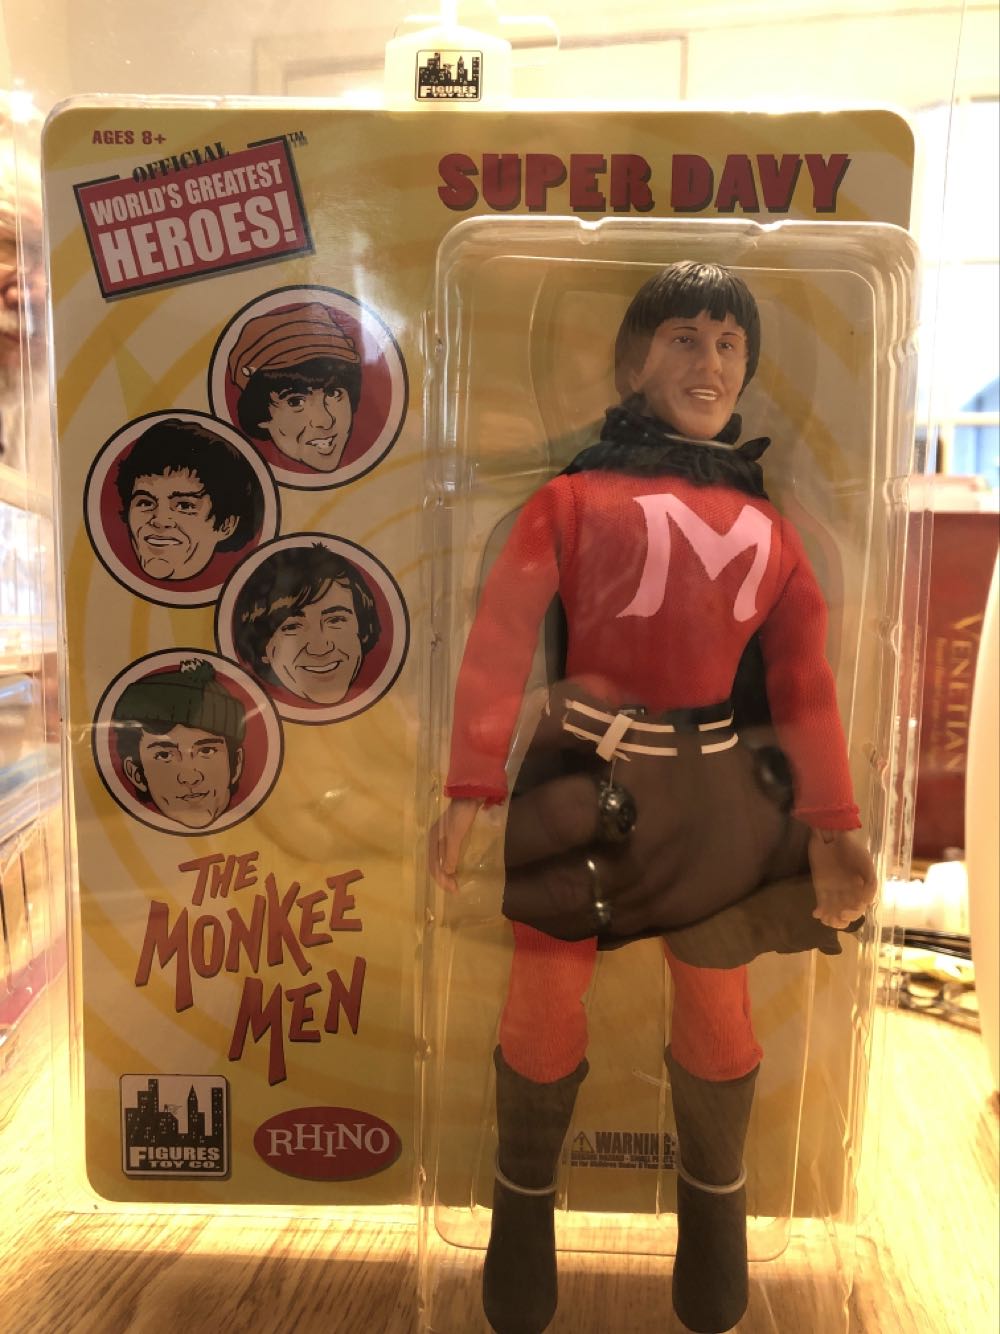 FIGURES
TOY CO.
AGES 8+
OFFICIAL
WORLD'S GREATEST
HEROES!
TM
SUPER DAVY
M
THE
MONKEE
MEN
FIGURES
TOY CO.
RHINO
WARNING:
VENETIAN